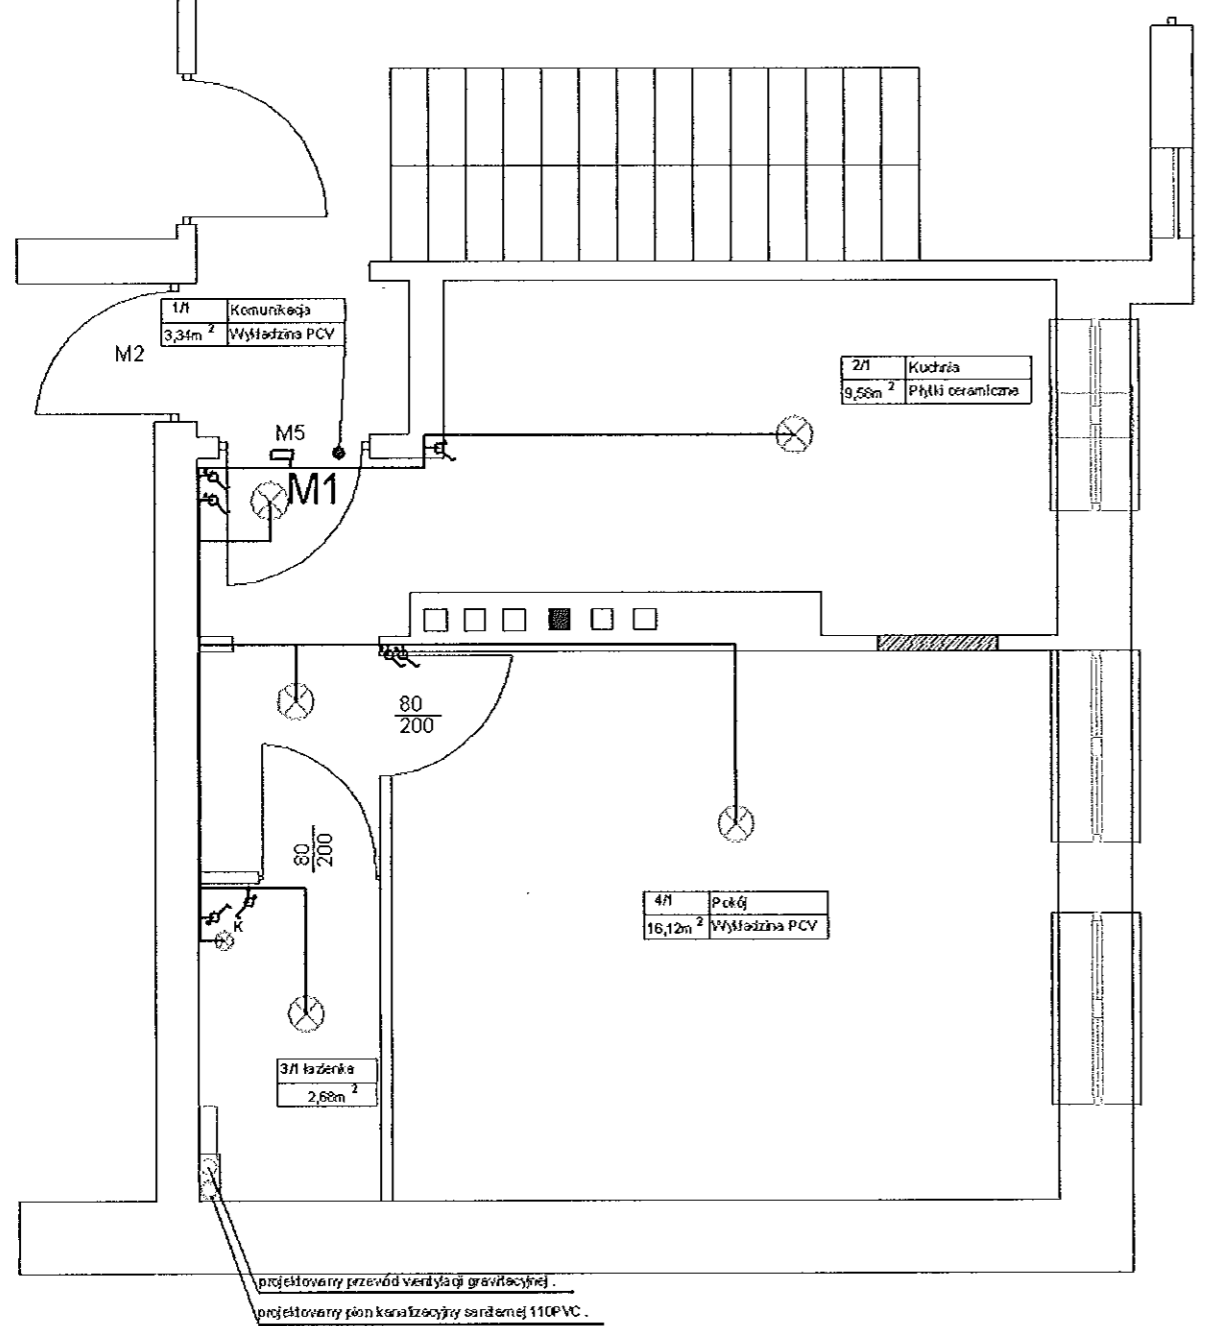 1/1 Komunikacja
3,34m 2 Wykładzina PCV
M2
2/1 Kuchnia
9,58m 2 Płytki ceramiczne
M5
M1
80
200
80
200
4/1 Pokój
16,12m 2 Wykładzina PCV
K
3/1 łazienka
2,68m 2
projektowany przewód wentylacji grawitacyjnej .
projektowany pion kanalizacyjny sanitarnej 110PVC .